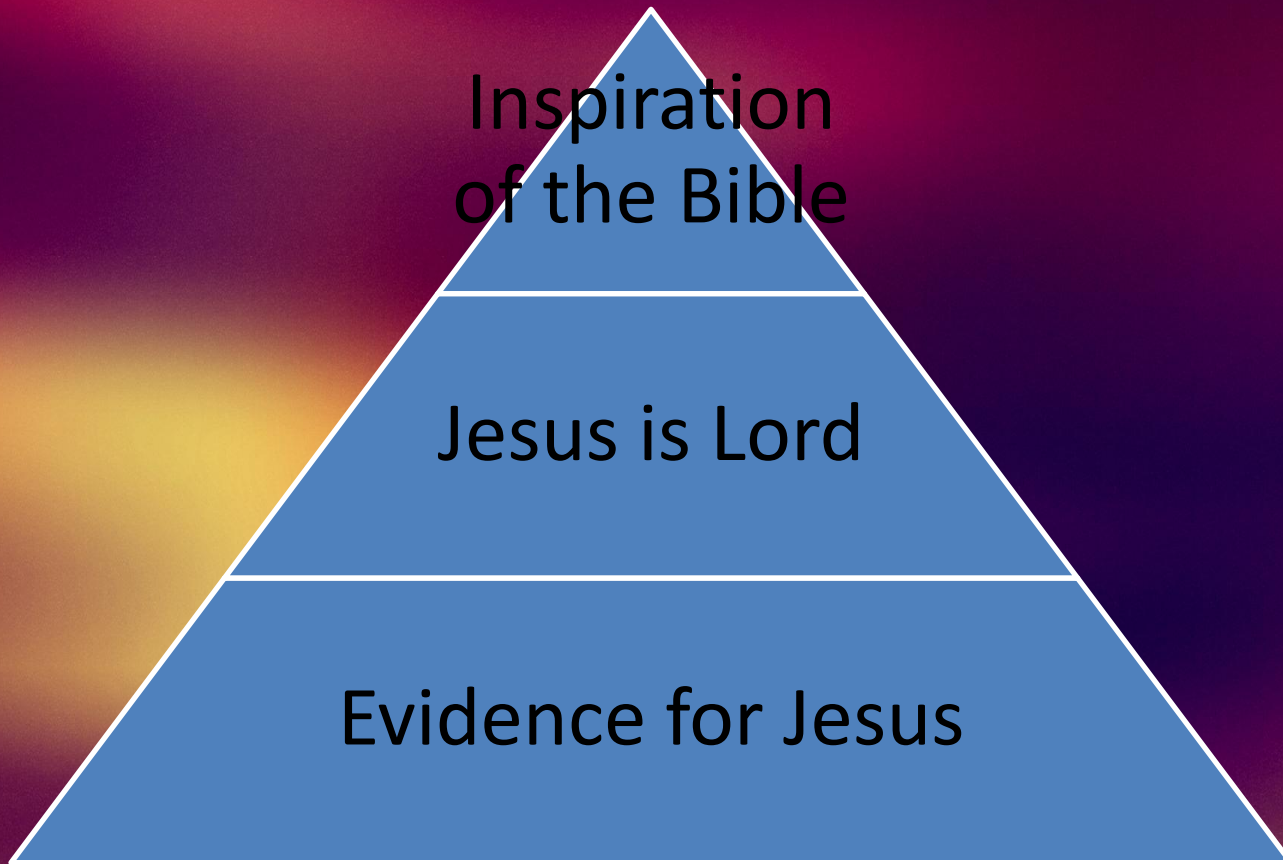 Inspiration
of the Bible
Jesus is Lord
Evidence for Jesus